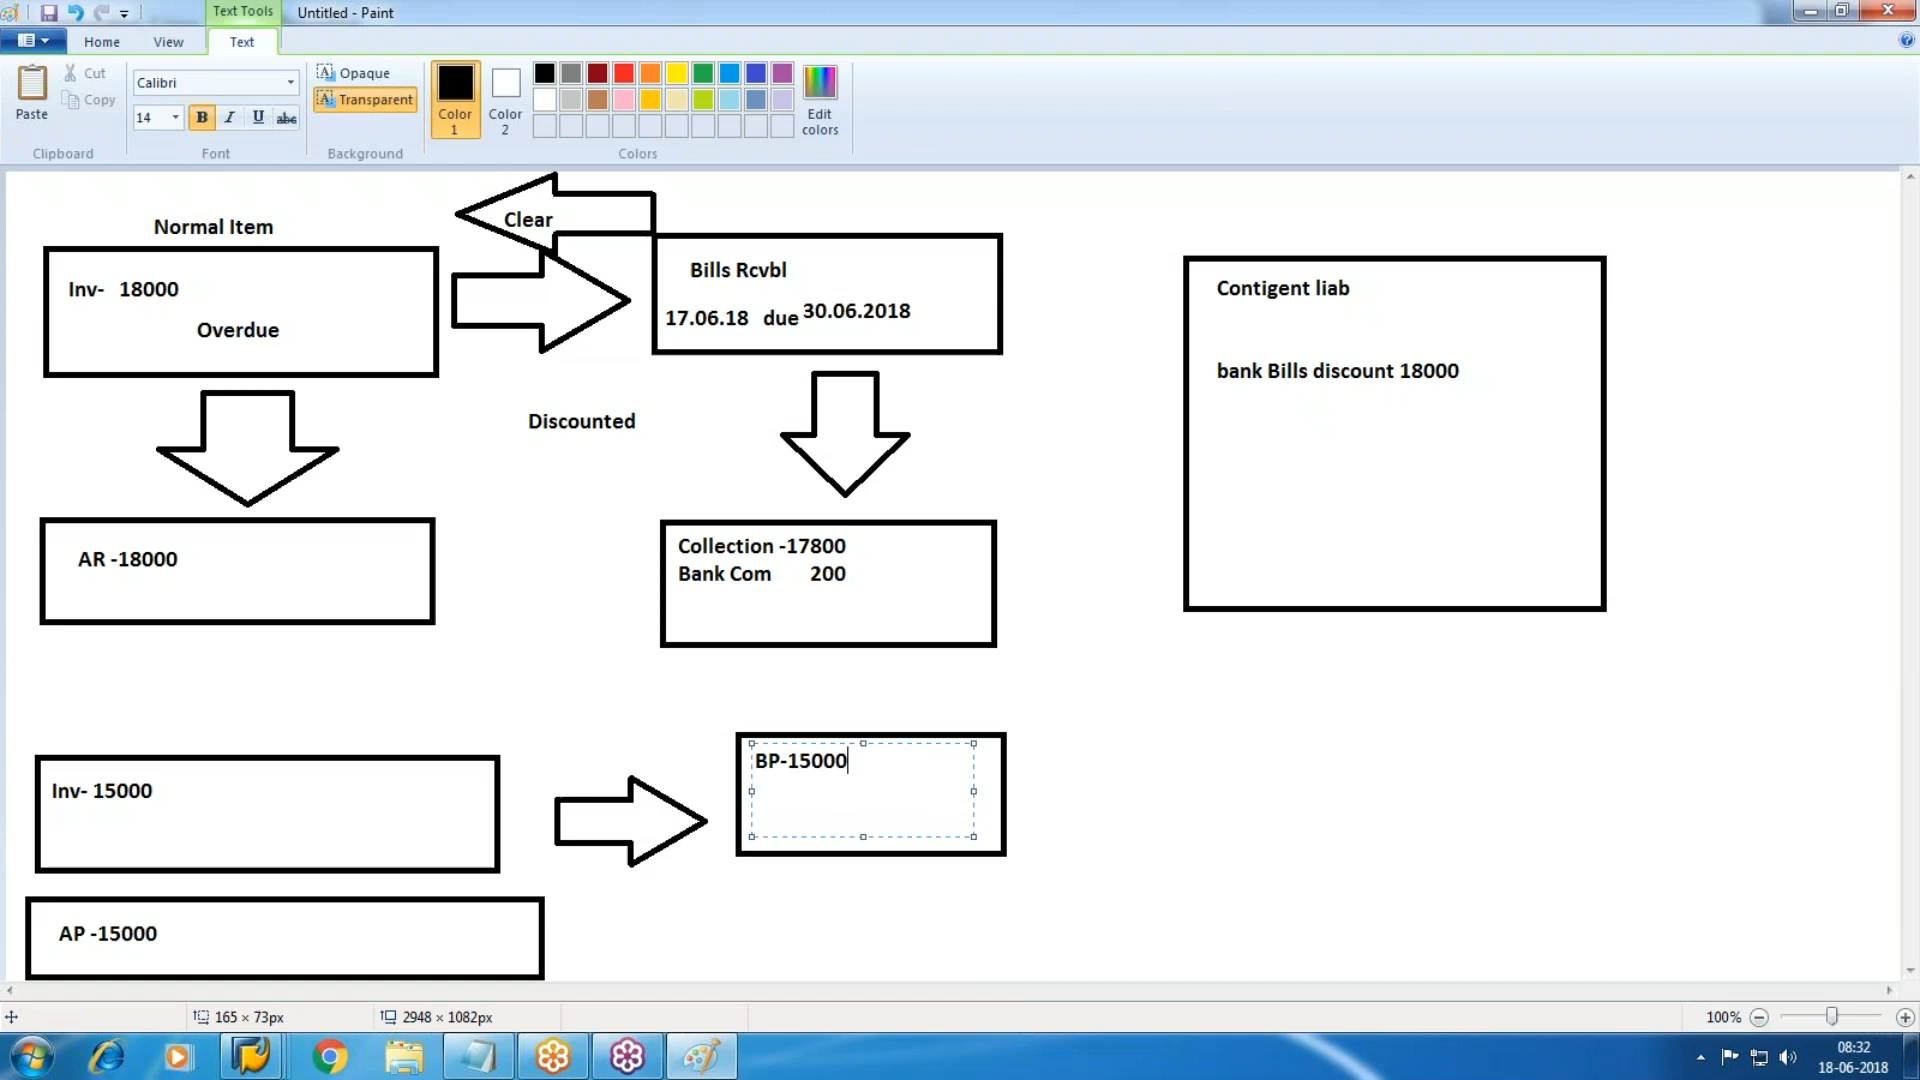 Text Tools
Untitled - Paint
Home
View
Text
Paste
Cut
Copy
Clipboard
Calibri
14
B
I
U
abc
Font
Opaque
Transparent
Background
Color
1
Color
2
Edit
colors
Colors
Normal Item
Clear
Inv- 18000
Overdue
Bills Rcvbl
17.06.18 due 30.06.2018
Contigent liab
bank Bills discount 18000
Discounted
AR -18000
Collection -17800
Bank Com 200
Inv- 15000
BP-15000
AP -15000
165 × 73px
2948 × 1082px
100%
08:32
18-06-2018